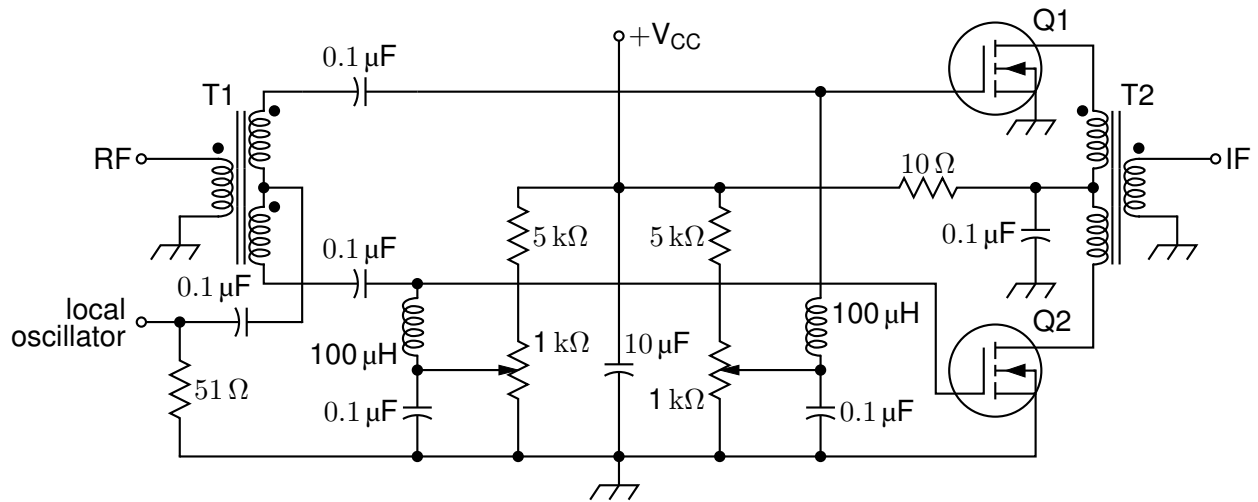 Q1
+V_CC
0.1 µF
T1
T2
RF
10 Ω
IF
5 kΩ
5 kΩ
0.1 µF
0.1 µF
0.1 µF
local
oscillator
100 µH
Q2
100 µH
1 kΩ
10 µF
51 Ω
0.1 µF
1 kΩ
0.1 µF